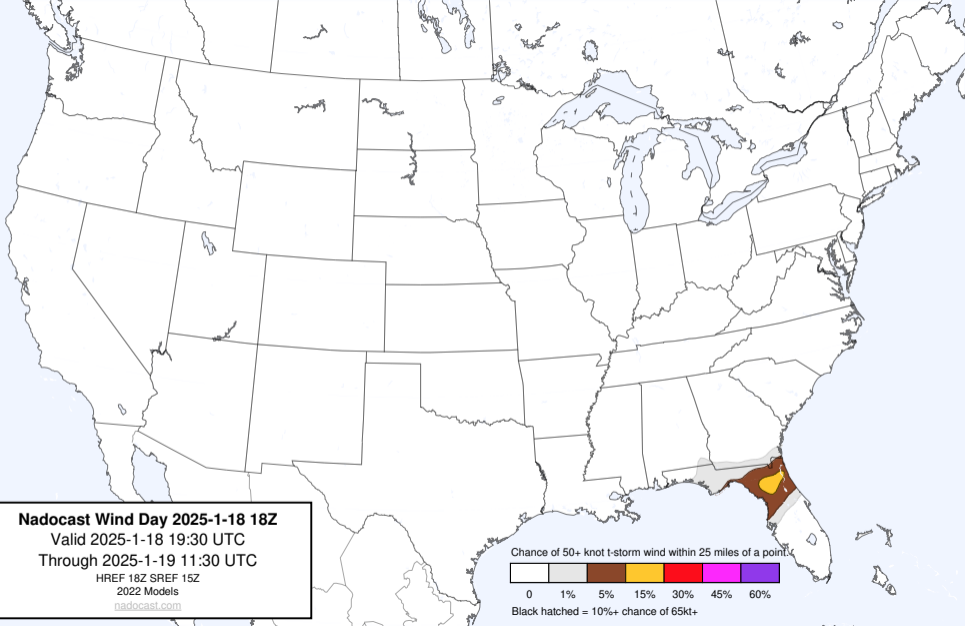 Nadocast Wind Day 2025-1-18 18Z
Valid 2025-1-18 19:30 UTC
Through 2025-1-19 11:30 UTC
HREF 18Z SREF 15Z
2022 Models
nadocast.com
Chance of 50+ knot t-storm wind within 25 miles of a point.
0 1% 5% 15% 30% 45% 60%
Black hatched = 10%+ chance of 65kt+